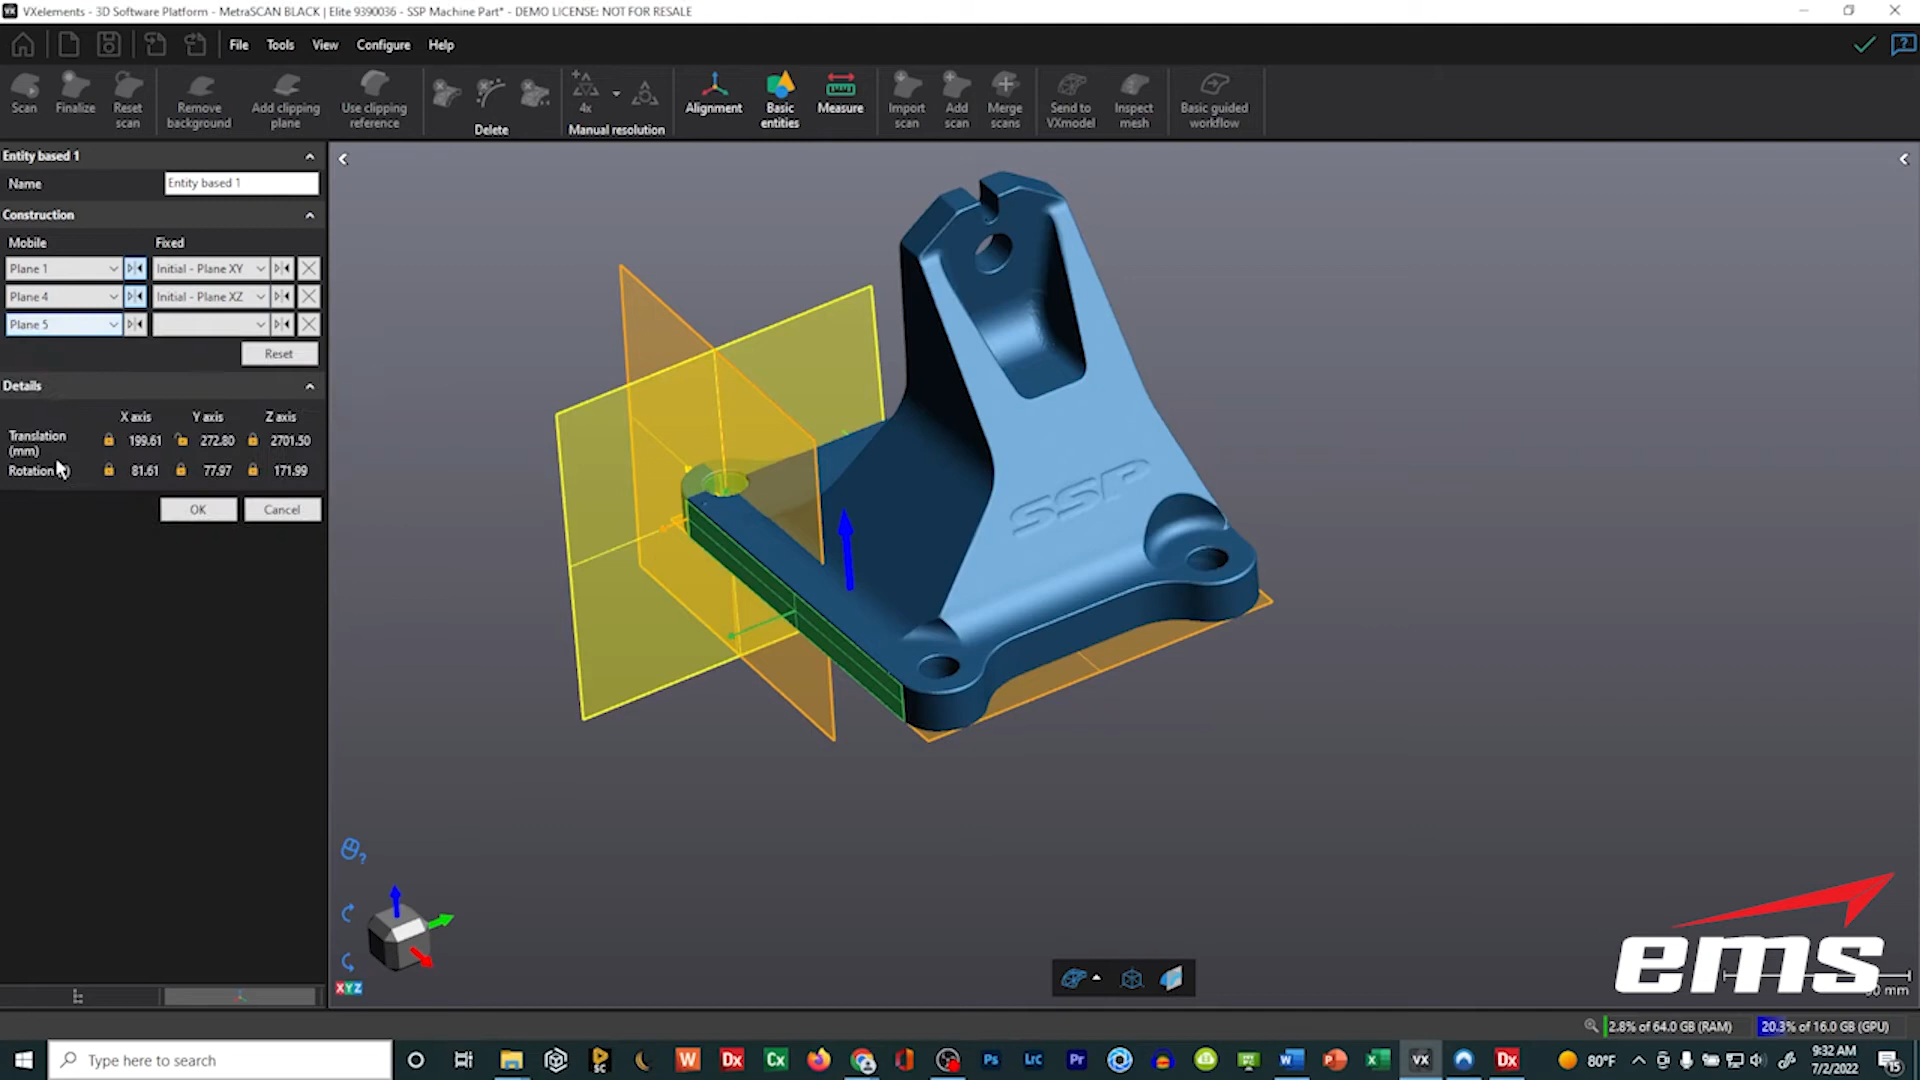 VXelements - 3D Software Platform - MetraSCAN BLACK | Elite 9390036 - SSP Machine Part* - DEMO LICENSE: NOT FOR RESALE
File Tools View Configure Help
Scan
Finalize
Reset scan
Remove background
Add clipping plane
Use clipping reference
Delete
4x
Manual resolution
Alignment
Basic entities
Measure
Import scan
Add scan
Merge scans
Send to VXmodel
Inspect mesh
Basic guided workflow
Entity based 1
Name Entity based 1
Construction
Mobile Fixed
Plane 1 Initial - Plane XY
Plane 4 Initial - Plane XZ
Plane 5
Reset
Details
X axis Y axis Z axis
Translation (mm) 199.61 272.80 2701.50
Rotation 81.61 77.97 171.99
OK Cancel
SSP
XYZ
ems
mm
2.8% of 64.0 GB (RAM) 20.3% of 16.0 GB (GPU)
Type here to search
80°F
9:32 AM
7/2/2022
15